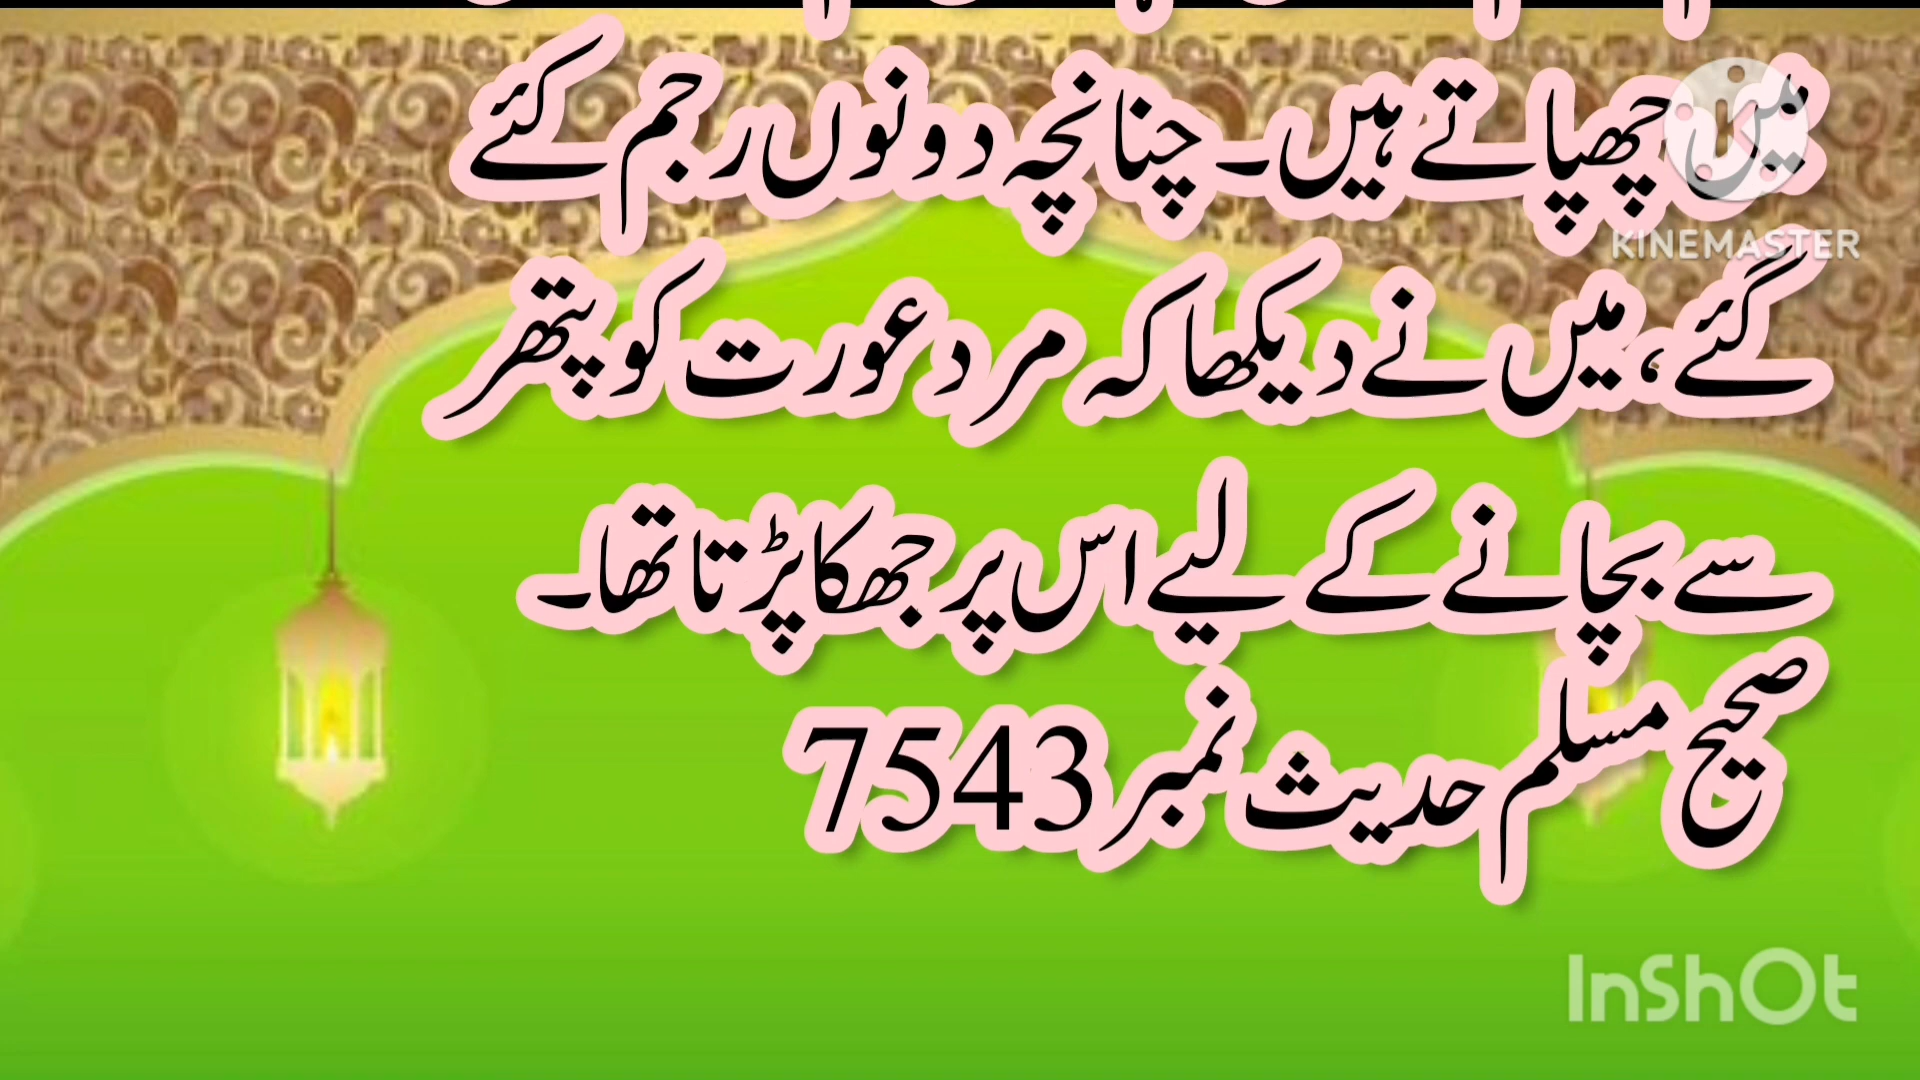 میں چھپاتے ہیں۔ چنانچہ دونوں رجم کئے
گئے، میں نے دیکھا کہ مرد عورت کو پتھر
سے بچانے کے لیے اس پر جھکا پڑتا تھا۔
صحیح مسلم حدیث نمبر 7543
KINEMASTER
InShOt